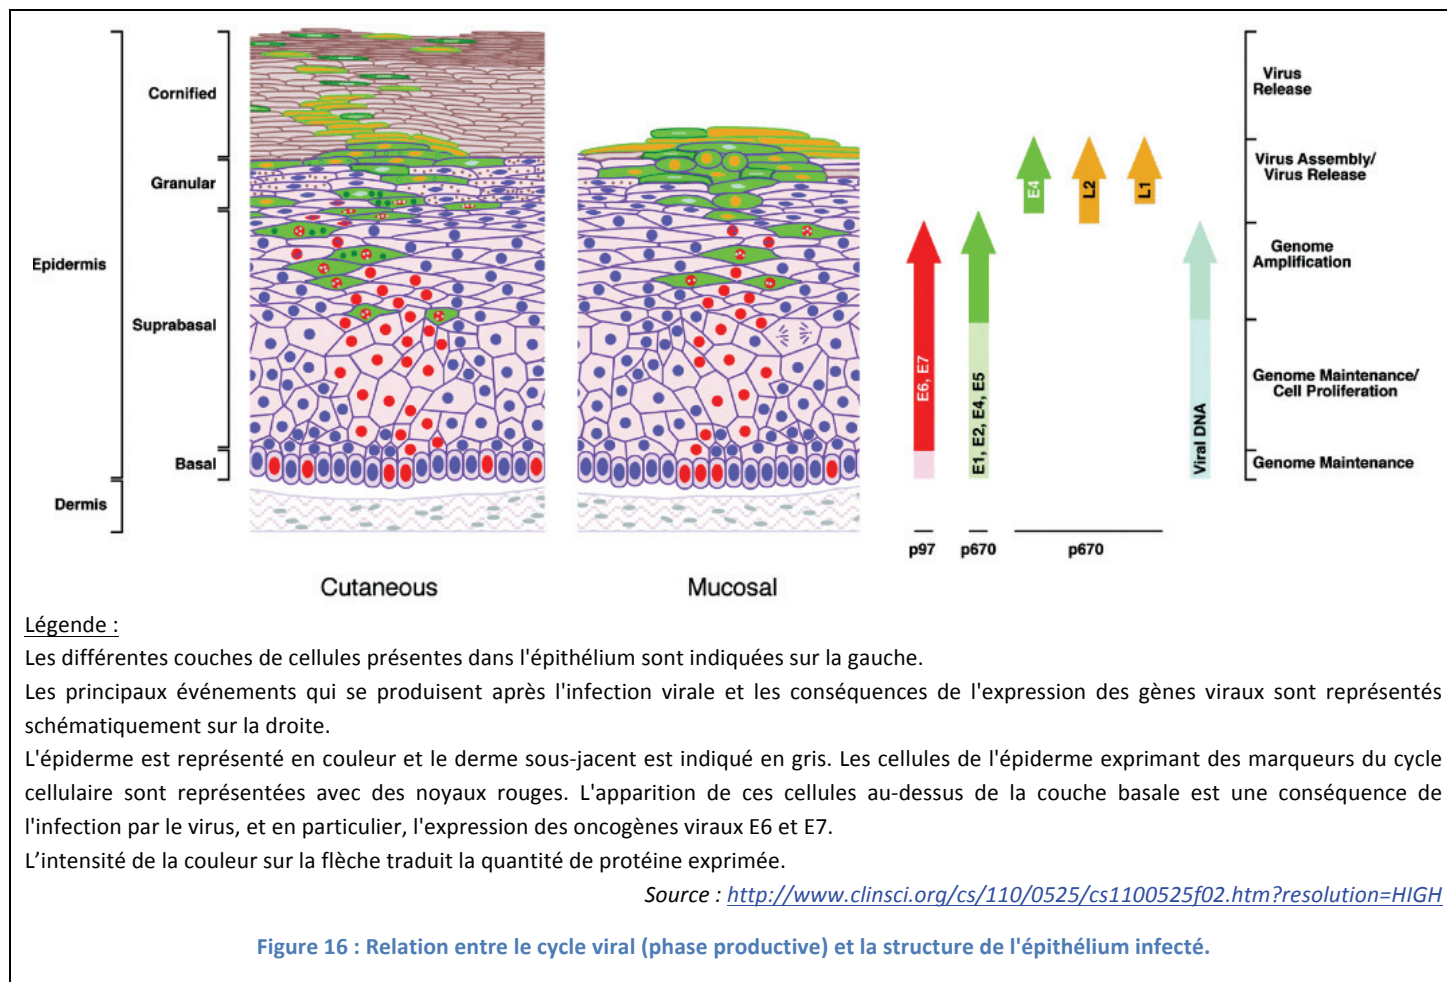 Epidermis
Dermis
Cornified
Granular
Suprabasal
Basal
Cutaneous
Mucosal
E6, E7
E1, E2, E4, E5
E4
L2
L1
Viral DNA
p97
p670
p670
Virus
Release
Virus Assembly/
Virus Release
Genome
Amplification
Genome Maintenance/
Cell Proliferation
Genome Maintenance
Légende :
Les différentes couches de cellules présentes dans l'épithélium sont indiquées sur la gauche.
Les principaux événements qui se produisent après l'infection virale et les conséquences de l'expression des gènes viraux sont représentés
schématiquement sur la droite.
L'épiderme est représenté en couleur et le derme sous-jacent est indiqué en gris. Les cellules de l'épiderme exprimant des marqueurs du cycle
cellulaire sont représentées avec des noyaux rouges. L'apparition de ces cellules au-dessus de la couche basale est une conséquence de
l'infection par le virus, et en particulier, l'expression des oncogènes viraux E6 et E7.
L’intensité de la couleur sur la flèche traduit la quantité de protéine exprimée.
Source : http://www.clinsci.org/cs/110/0525/cs1100525f02.htm?resolution=HIGH
Figure 16 : Relation entre le cycle viral (phase productive) et la structure de l'épithélium infecté.